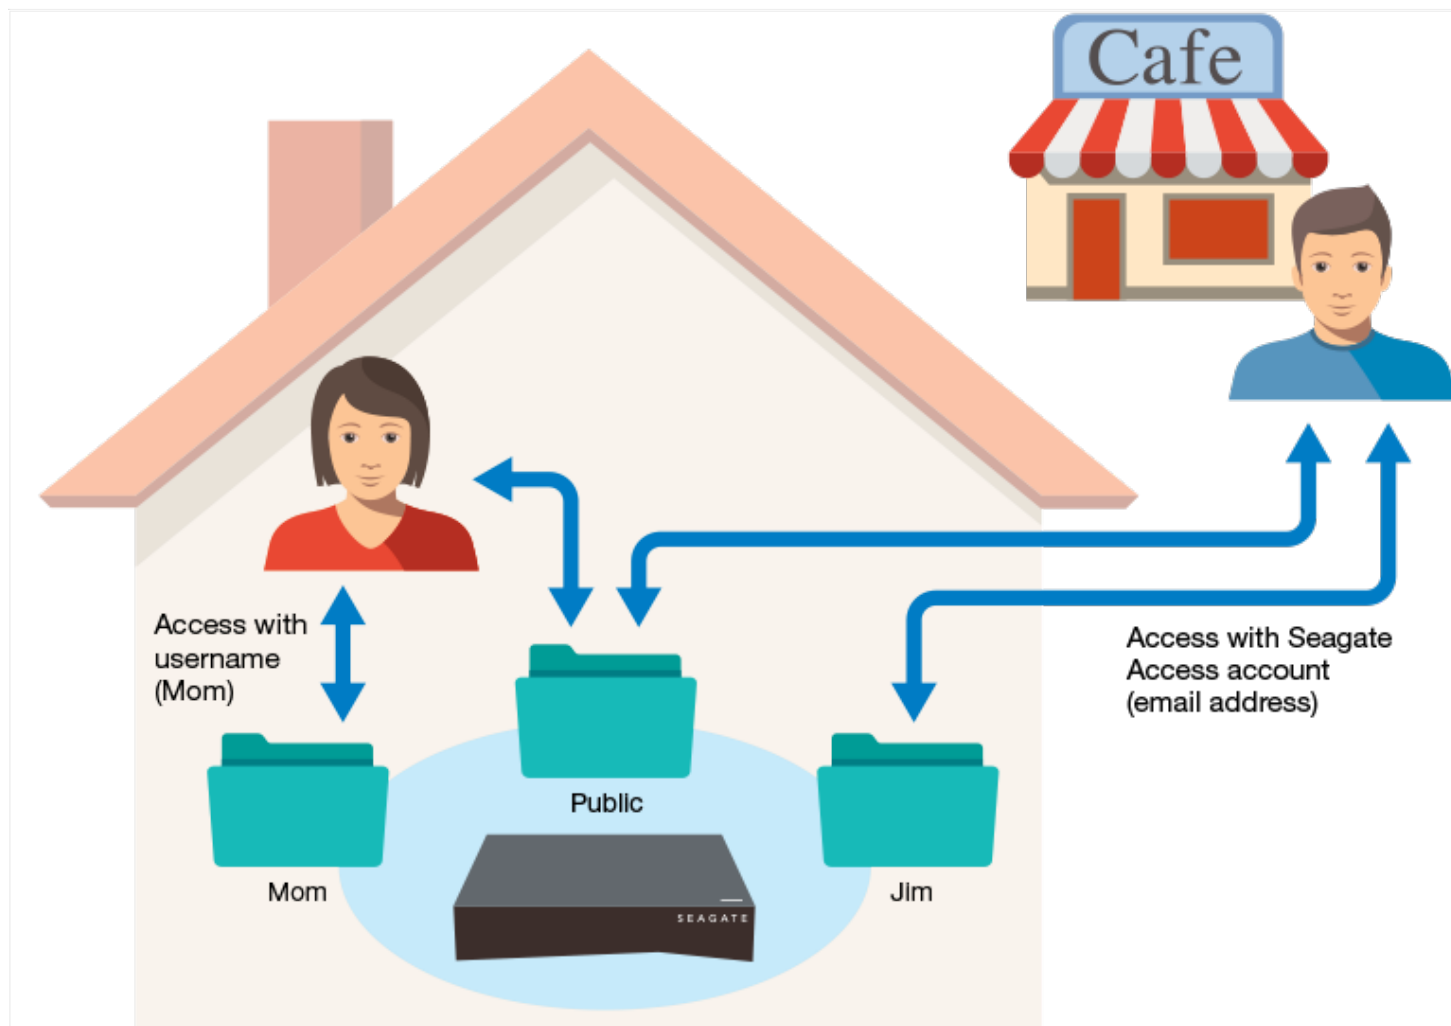 Cafe
Access with
username
(Mom)
Access with Seagate
Access account
(email address)
Public
Mom
Jim
SEAGATE